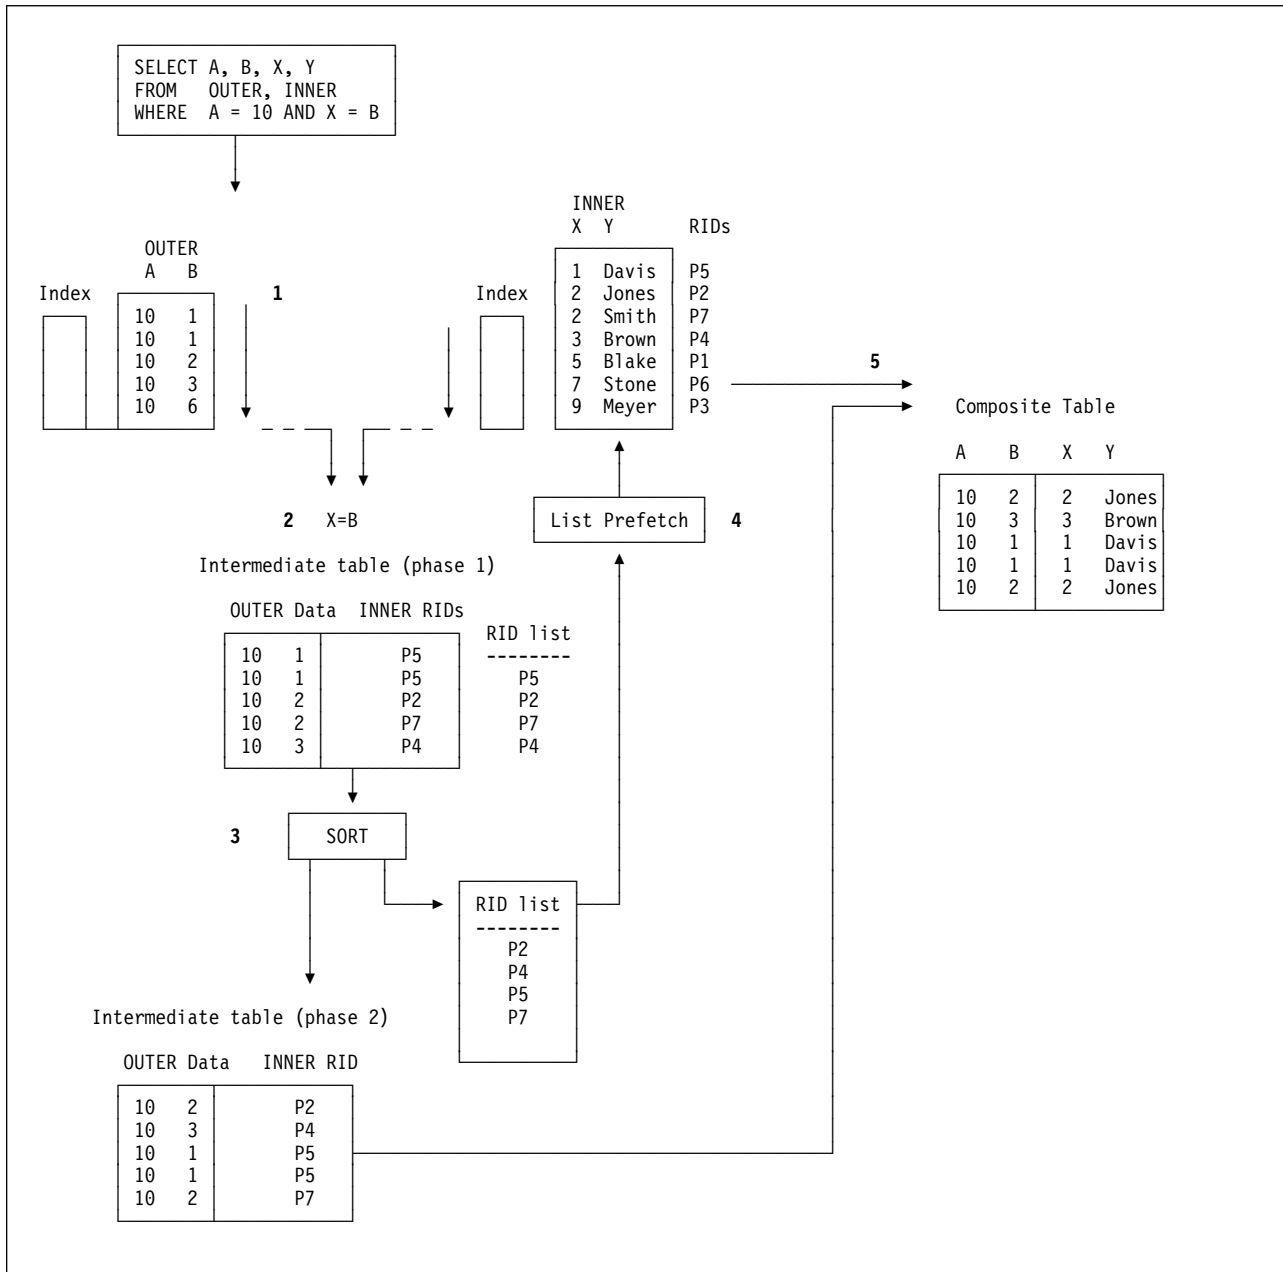 SELECT A, B, X, Y
FROM OUTER, INNER
WHERE A = 10 AND X = B
OUTER
A B
Index
10 1
10 1
10 2
10 3
10 6
1
INNER
X Y RIDs
Index
1 Davis P5
2 Jones P2
2 Smith P7
3 Brown P4
5 Blake P1
7 Stone P6
9 Meyer P3
5
2 X=B
List Prefetch 4
Composite Table
A B X Y
10 2 2 Jones
10 3 3 Brown
10 1 1 Davis
10 1 1 Davis
10 2 2 Jones
Intermediate table (phase 1)
OUTER Data INNER RIDs
10 1 P5
10 1 P5
10 2 P2
10 2 P7
10 3 P4
RID list
--------
P5
P2
P7
P4
3 SORT
RID list
--------
P2
P4
P5
P7
Intermediate table (phase 2)
OUTER Data INNER RID
10 2 P2
10 3 P4
10 1 P5
10 1 P5
10 2 P7